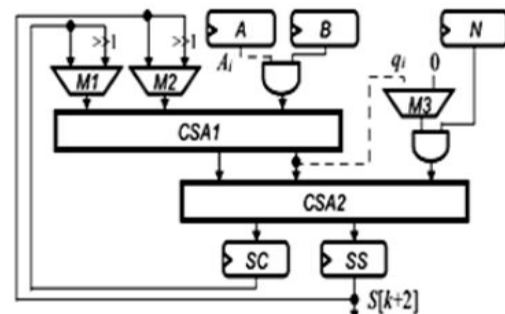 A B N
>>1 >>1 Ai qi 0
M1 M2 M3
CSA1
CSA2
SC SS
S[k+2]